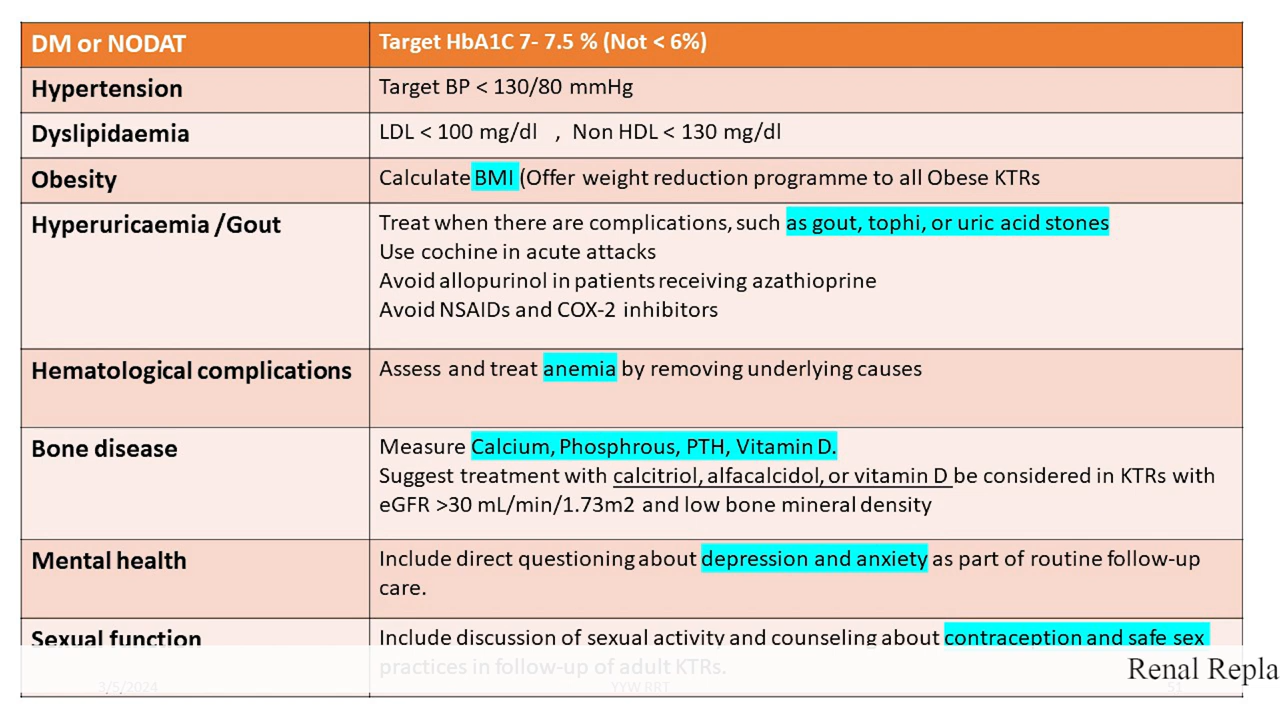 DM or NODAT
Target HbA1C 7- 7.5 % (Not < 6%)
Hypertension
Target BP < 130/80 mmHg
Dyslipidaemia
LDL < 100 mg/dl , Non HDL < 130 mg/dl
Obesity
Calculate BMI (Offer weight reduction programme to all Obese KTRs
Hyperuricaemia /Gout
Treat when there are complications, such as gout, tophi, or uric acid stones
Use cochine in acute attacks
Avoid allopurinol in patients receiving azathioprine
Avoid NSAIDs and COX-2 inhibitors
Hematological complications
Assess and treat anemia by removing underlying causes
Bone disease
Measure Calcium, Phosphrous, PTH, Vitamin D.
Suggest treatment with calcitriol, alfacalcidol, or vitamin D be considered in KTRs with
eGFR >30 mL/min/1.73m2 and low bone mineral density
Mental health
Include direct questioning about depression and anxiety as part of routine follow-up
care.
Sexual function
Include discussion of sexual activity and counseling about contraception and safe sex
practices in follow-up of adult KTRs.
Renal Repla
3/5/2024
YYW RRT
51